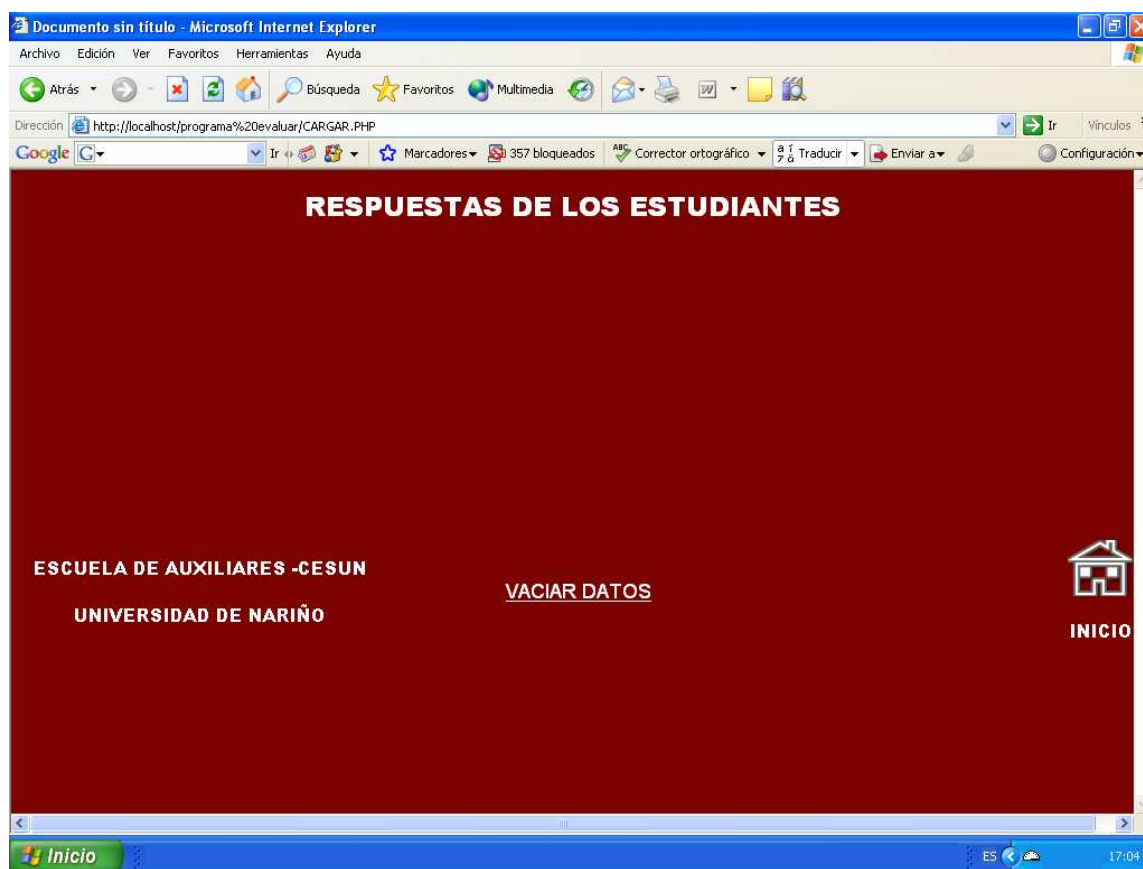 Documento sin título - Microsoft Internet Explorer
Archivo Edición Ver Favoritos Herramientas Ayuda
Atrás Búsqueda Favoritos Multimedia
Dirección http://localhost/programa%20evaluar/CARGAR.PHP Ir Vínculos
Google G Ir Marcadores 357 bloqueados ABC Corrector ortográfico Traducir Enviar a Configuración
RESPUESTAS DE LOS ESTUDIANTES
ESCUELA DE AUXILIARES -CESUN
UNIVERSIDAD DE NARIÑO
VACIAR DATOS
INICIO
Inicio ES 17:04